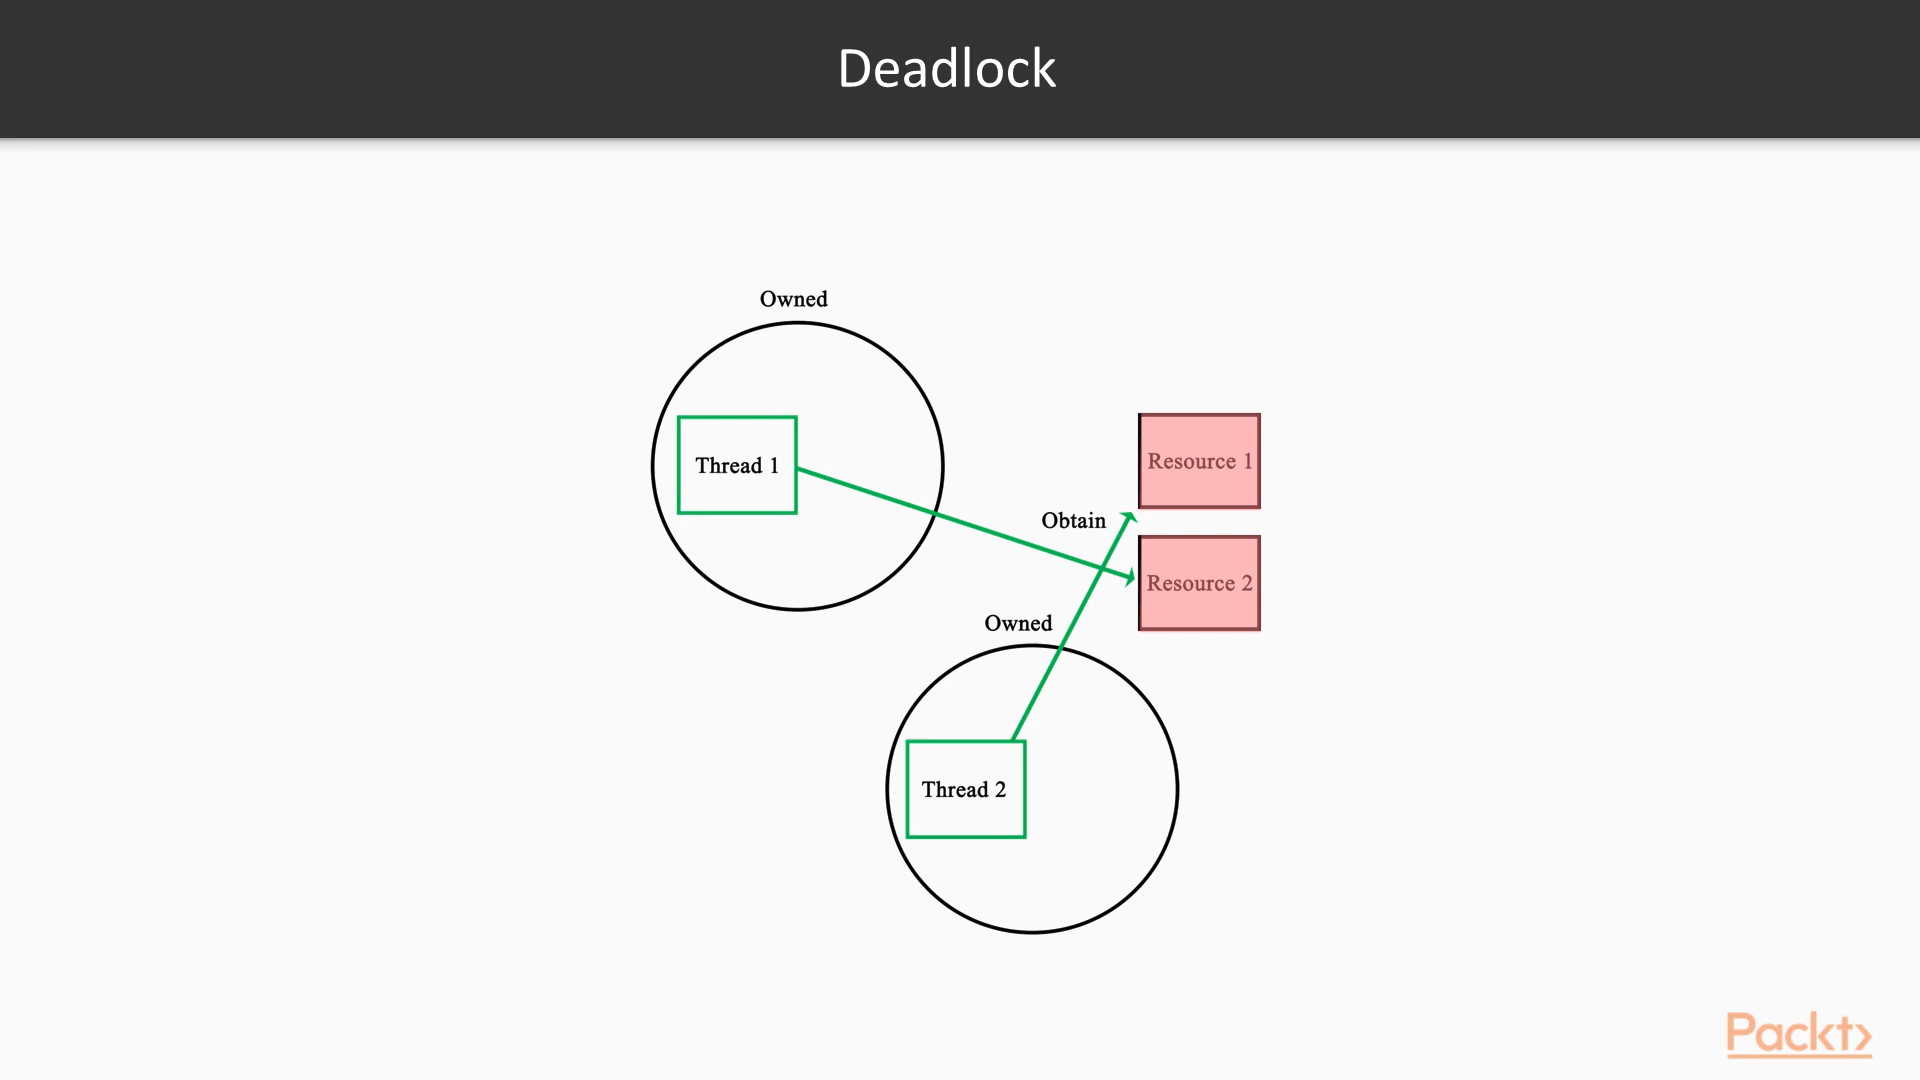 Deadlock
Owned
Thread 1
Resource 1
Obtain
Resource 2
Owned
Thread 2
Packt